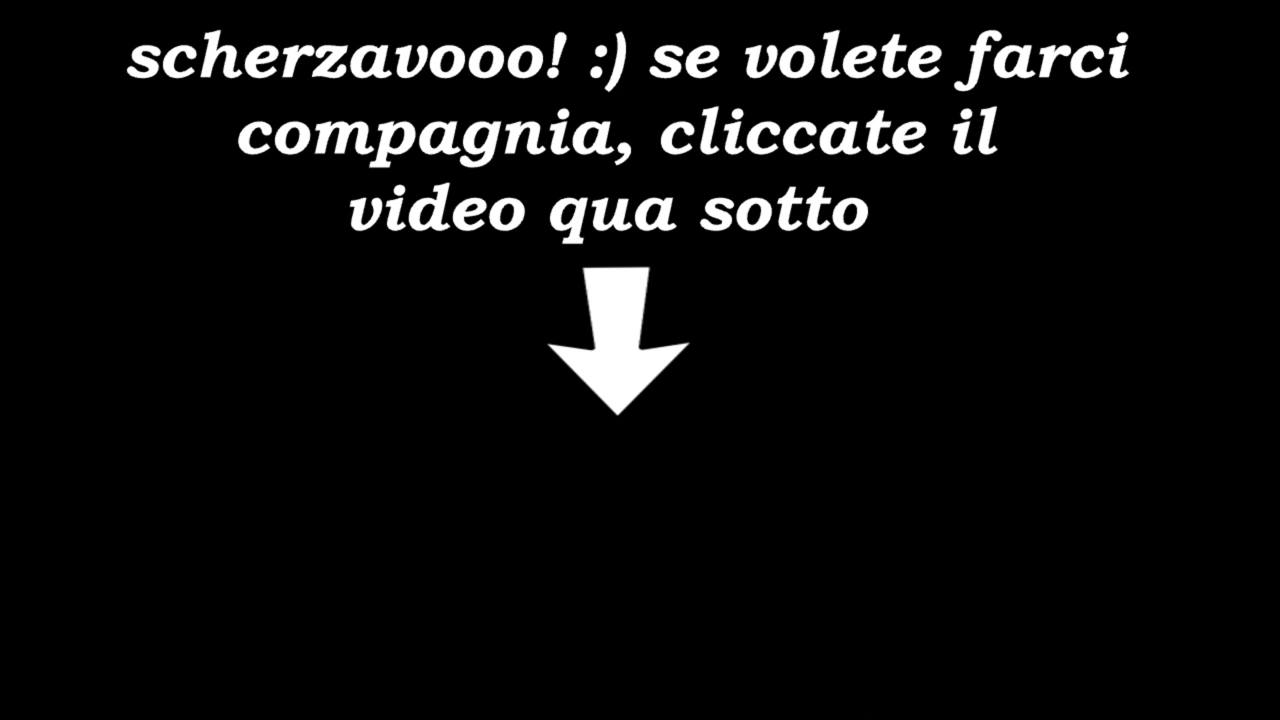 scherzavooo! :) se volete farci
compagnia, cliccate il
video qua sotto